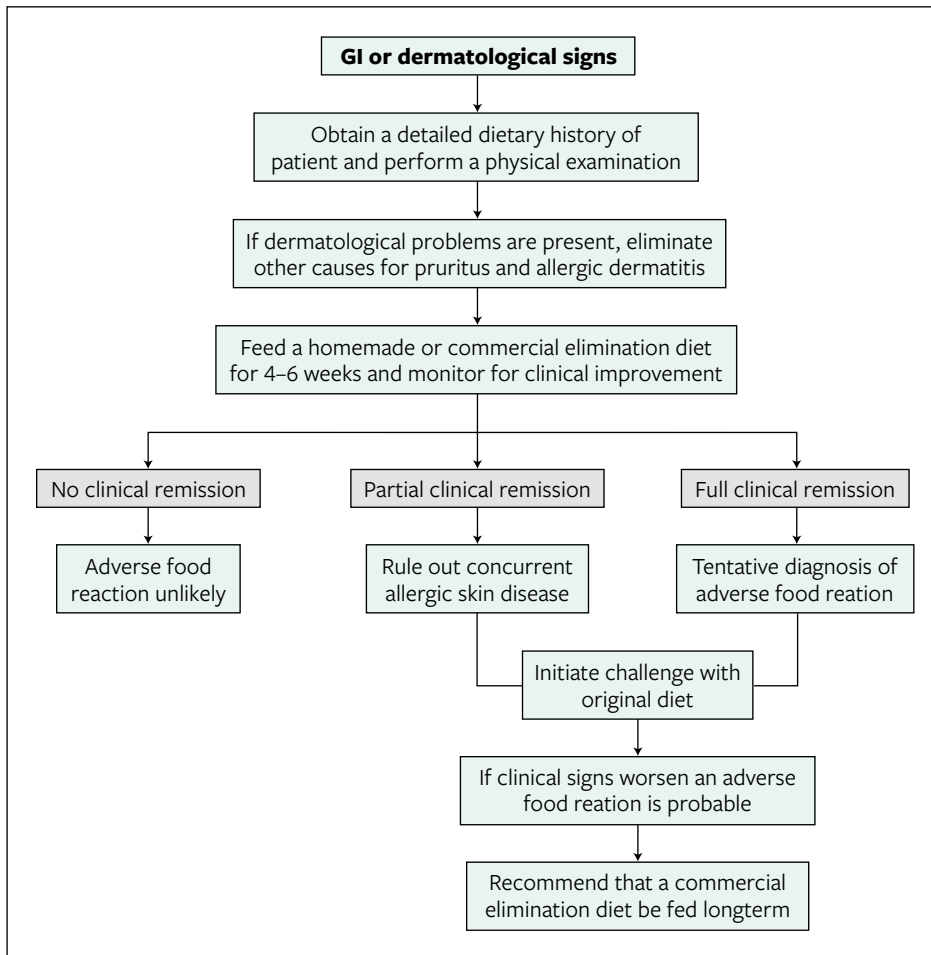 GI or dermatological signs
Obtain a detailed dietary history of
patient and perform a physical examination
If dermatological problems are present, eliminate
other causes for pruritus and allergic dermatitis
Feed a homemade or commercial elimination diet
for 4–6 weeks and monitor for clinical improvement
No clinical remission
Partial clinical remission
Full clinical remission
Adverse food
reaction unlikely
Rule out concurrent
allergic skin disease
Tentative diagnosis of
adverse food reation
Initiate challenge with
original diet
If clinical signs worsen an adverse
food reation is probable
Recommend that a commercial
elimination diet be fed longterm